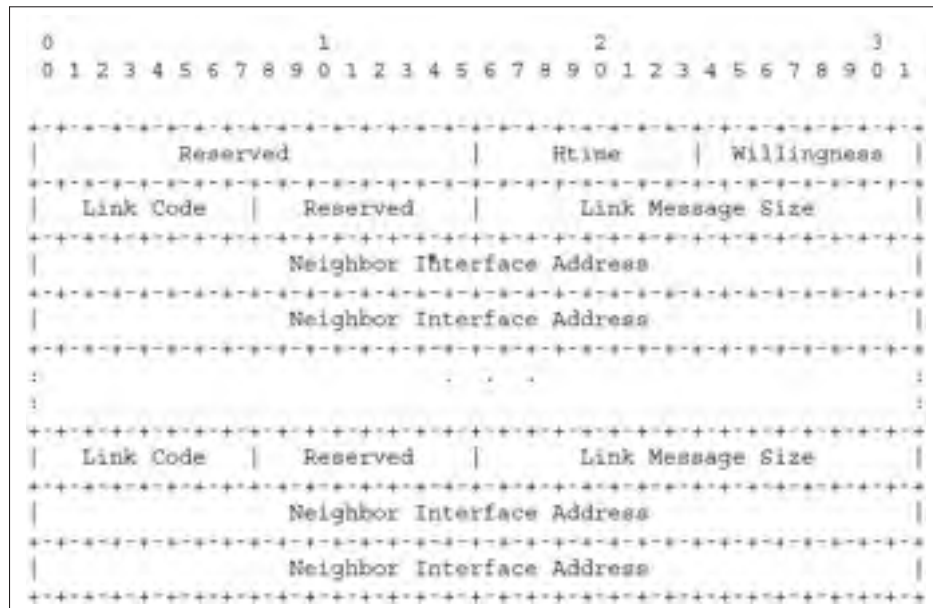 0                   1                   2                   3
0 1 2 3 4 5 6 7 8 9 0 1 2 3 4 5 6 7 8 9 0 1 2 3 4 5 6 7 8 9 0 1
+-+-+-+-+-+-+-+-+-+-+-+-+-+-+-+-+-+-+-+-+-+-+-+-+-+-+-+-+-+-+-+-+
| Reserved | Htime | Willingness |
+-+-+-+-+-+-+-+-+-+-+-+-+-+-+-+-+-+-+-+-+-+-+-+-+-+-+-+-+-+-+-+-+
| Link Code | Reserved | Link Message Size |
+-+-+-+-+-+-+-+-+-+-+-+-+-+-+-+-+-+-+-+-+-+-+-+-+-+-+-+-+-+-+-+-+
| Neighbor Interface Address |
+-+-+-+-+-+-+-+-+-+-+-+-+-+-+-+-+-+-+-+-+-+-+-+-+-+-+-+-+-+-+-+-+
| Neighbor Interface Address |
+-+-+-+-+-+-+-+-+-+-+-+-+-+-+-+-+-+-+-+-+-+-+-+-+-+-+-+-+-+-+-+-+
: . . . :
: :
+-+-+-+-+-+-+-+-+-+-+-+-+-+-+-+-+-+-+-+-+-+-+-+-+-+-+-+-+-+-+-+-+
| Link Code | Reserved | Link Message Size |
+-+-+-+-+-+-+-+-+-+-+-+-+-+-+-+-+-+-+-+-+-+-+-+-+-+-+-+-+-+-+-+-+
| Neighbor Interface Address |
+-+-+-+-+-+-+-+-+-+-+-+-+-+-+-+-+-+-+-+-+-+-+-+-+-+-+-+-+-+-+-+-+
| Neighbor Interface Address |
+-+-+-+-+-+-+-+-+-+-+-+-+-+-+-+-+-+-+-+-+-+-+-+-+-+-+-+-+-+-+-+-+